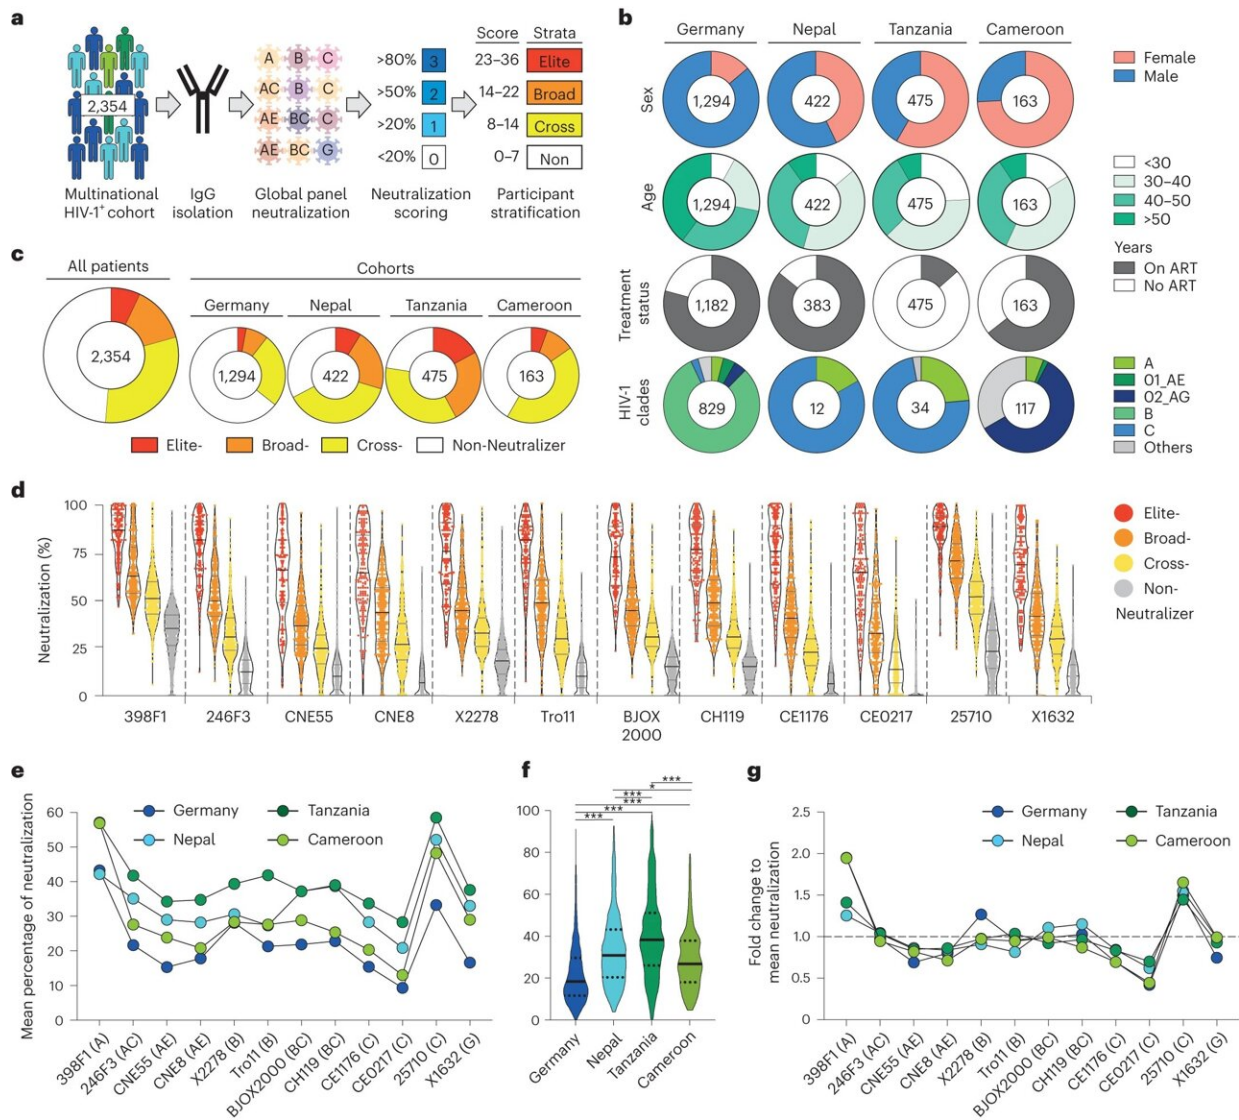 a
2,354
A B C
AC B C
AE BC C
AE BC G
>80% 3
>50% 2
>20% 1
<20% 0
Score Strata
23–36 Elite
14–22 Broad
8–14 Cross
0–7 Non
Multinational
HIV-1+ cohort
IgG
isolation
Global panel
neutralization
Neutralization
scoring
Participant
stratification
b
Germany Nepal Tanzania Cameroon
Sex
1,294 422 475 163
Female
Male
Age
1,294 422 475 163
<30
30–40
40–50
>50
Years
Treatment
status
1,182 383 475 163
On ART
No ART
HIV-1
clades
829 12 34 117
A
01_AE
02_AG
B
C
Others
c
All patients Cohorts
Germany Nepal Tanzania Cameroon
2,354 1,294 422 475 163
Elite- Broad- Cross- Non-Neutralizer
d
Neutralization (%)
100
75
50
25
0
398F1 246F3 CNE55 CNE8 X2278 Tro11 BJOX CH119 CE1176 CE0217 25710 X1632
2000
Elite-
Broad-
Cross-
Non-
Neutralizer
e
Mean percentage of neutralization
60
50
40
30
20
10
0
Germany Tanzania
Nepal Cameroon
398F1 (A) 246F3 (AC) CNE55 (AE) CNE8 (AE) X2278 (B) Tro11 (B) BJOX2000 (BC) CH119 (BC) CE1176 (C) CE0217 (C) 25710 (C) X1632 (G)
f
***
*
***
***
***
***
100
80
60
40
20
0
Germany Nepal Tanzania Cameroon
g
Fold change to
mean neutralization
2.5
2.0
1.5
1.0
0.5
0
Germany Tanzania
Nepal Cameroon
398F1 (A) 246F3 (AC) CNE55 (AE) CNE8 (AE) X2278 (B) Tro11 (B) BJOX2000 (BC) CH119 (BC) CE1176 (C) CE0217 (C) 25710 (C) X1632 (G)